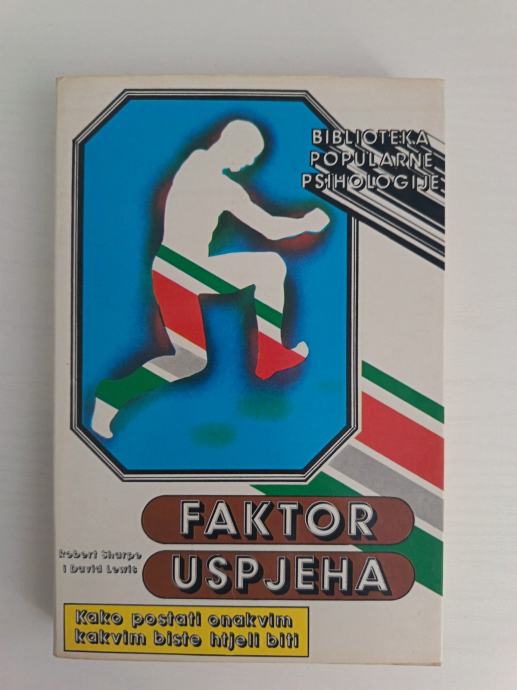 BIBLIOTEKA
POPULARNE
PSIHOLOGIJE
FAKTOR
USPJEHA
Robert Sharpe
i David Lewis
Kako postati onakvim
kakvim biste htjeli biti